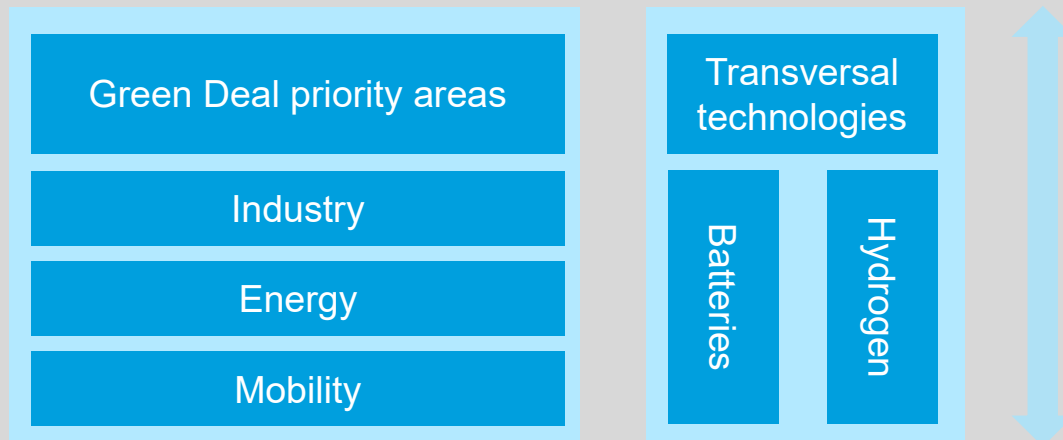 Green Deal priority areas
Industry
Energy
Mobility
Transversal
technologies
Batteries
Hydrogen